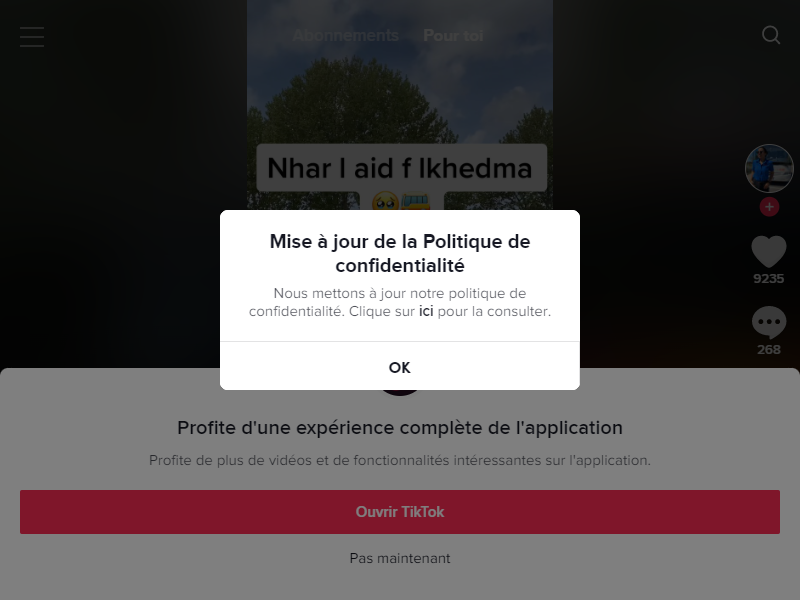 Abonnements Pour toi
Nhar l aid f lkhedma
🥹🚌
9235
268
Mise à jour de la Politique de
confidentialité
Nous mettons à jour notre politique de
confidentialité. Clique sur ici pour la consulter.
OK
Profite d'une expérience complète de l'application
Profite de plus de vidéos et de fonctionnalités intéressantes sur l'application.
Ouvrir TikTok
Pas maintenant